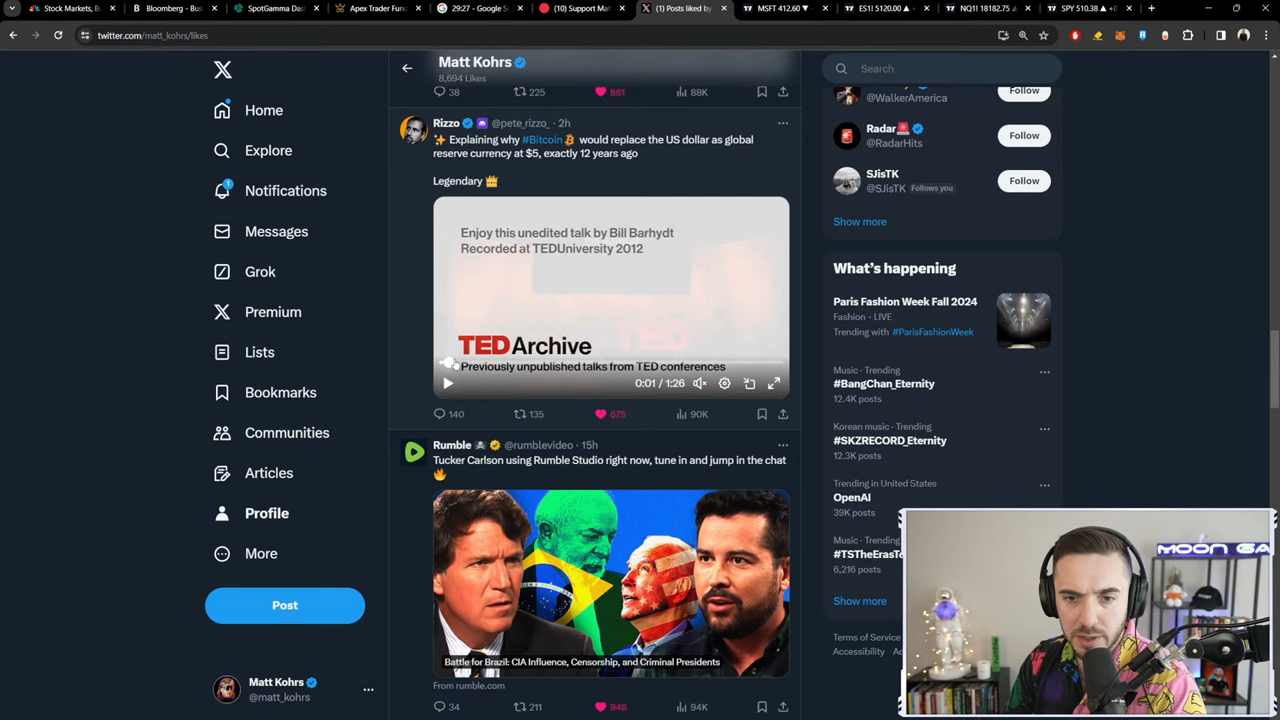 Stock Markets, B
Bloomberg - Bus
SpotGamma Dash
Apex Trader Fund
29:27 - Google S
(10) Support Mat
(1) Posts liked by
MSFT 412.60
ES1! 5120.00
NQ1! 18182.75
SPY 510.38
twitter.com/matt_kohrs/likes
Home
Explore
1
Notifications
Messages
Grok
Premium
Lists
Bookmarks
Communities
Articles
Profile
More
Post
Matt Kohrs
@matt_kohrs
Matt Kohrs
8,694 Likes
38 225 881 88K
Rizzo @pete_rizzo_ · 2h
Explaining why #Bitcoin would replace the US dollar as global
reserve currency at $5, exactly 12 years ago
Legendary
Enjoy this unedited talk by Bill Barhydt
Recorded at TEDUniversity 2012
TEDArchive
Previously unpublished talks from TED conferences
0:01 / 1:26
140 135 675 90K
Rumble @rumblevideo · 15h
Tucker Carlson using Rumble Studio right now, tune in and jump in the chat
Battle for Brazil: CIA Influence, Censorship, and Criminal Presidents
From rumble.com
34 211 948 94K
Search
@WalkerAmerica
Follow
Radar
@RadarHits
Follow
SJisTK
@SJisTK Follows you
Follow
Show more
What's happening
Paris Fashion Week Fall 2024
Fashion · LIVE
Trending with #ParisFashionWeek
Music · Trending
#BangChan_Eternity
12.4K posts
Korean music · Trending
#SKZRECORD_Eternity
12.3K posts
Trending in United States
OpenAI
39K posts
Music · Trending
#TSTheErasTo
6,216 posts
Show more
Terms of Service
Accessibility
MOON GA